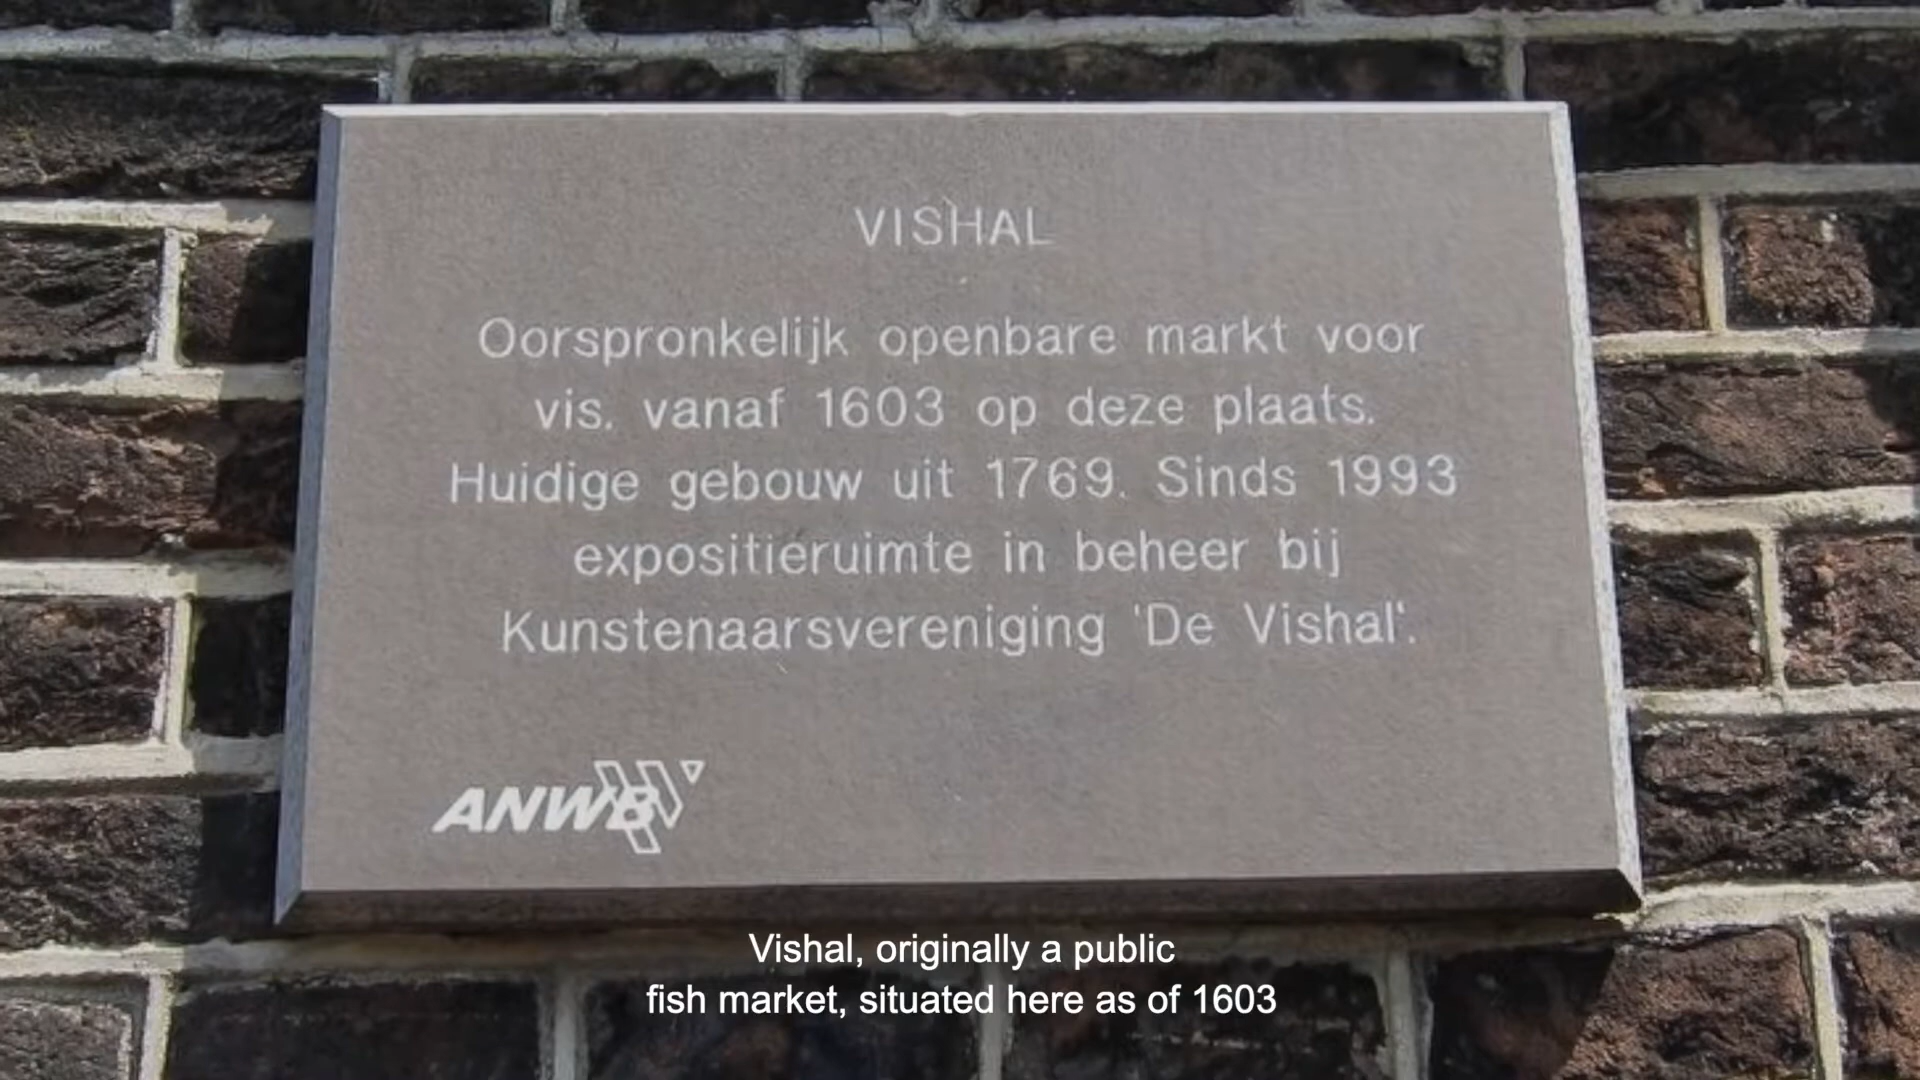 VISHAL
Oorspronkelijk openbare markt voor
vis. vanaf 1603 op deze plaats.
Huidige gebouw uit 1769. Sinds 1993
expositieruimte in beheer bij
Kunstenaarsvereniging 'De Vishal'.
ANWB
Vishal, originally a public
fish market, situated here as of 1603